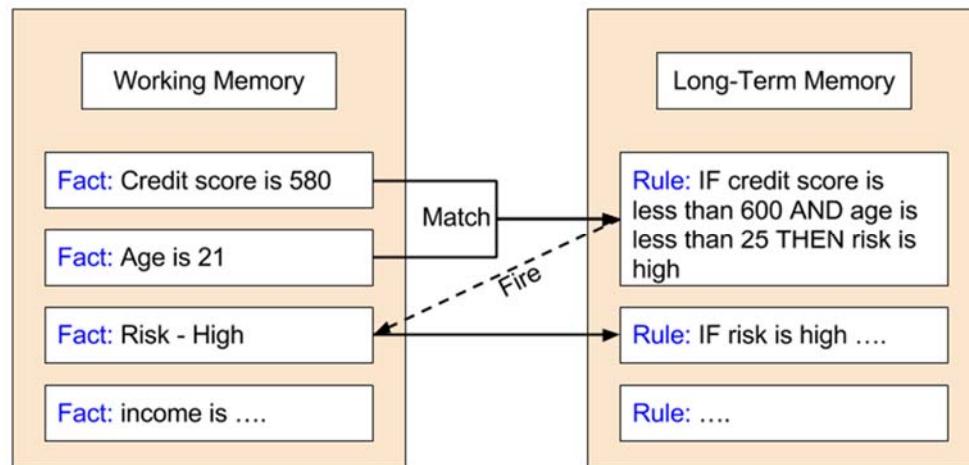 Working Memory
Long-Term Memory
Fact: Credit score is 580
Fact: Age is 21
Fact: Risk - High
Fact: income is ....
Match
Fire
Rule: IF credit score is
less than 600 AND age is
less than 25 THEN risk is
high
Rule: IF risk is high ....
Rule: ....